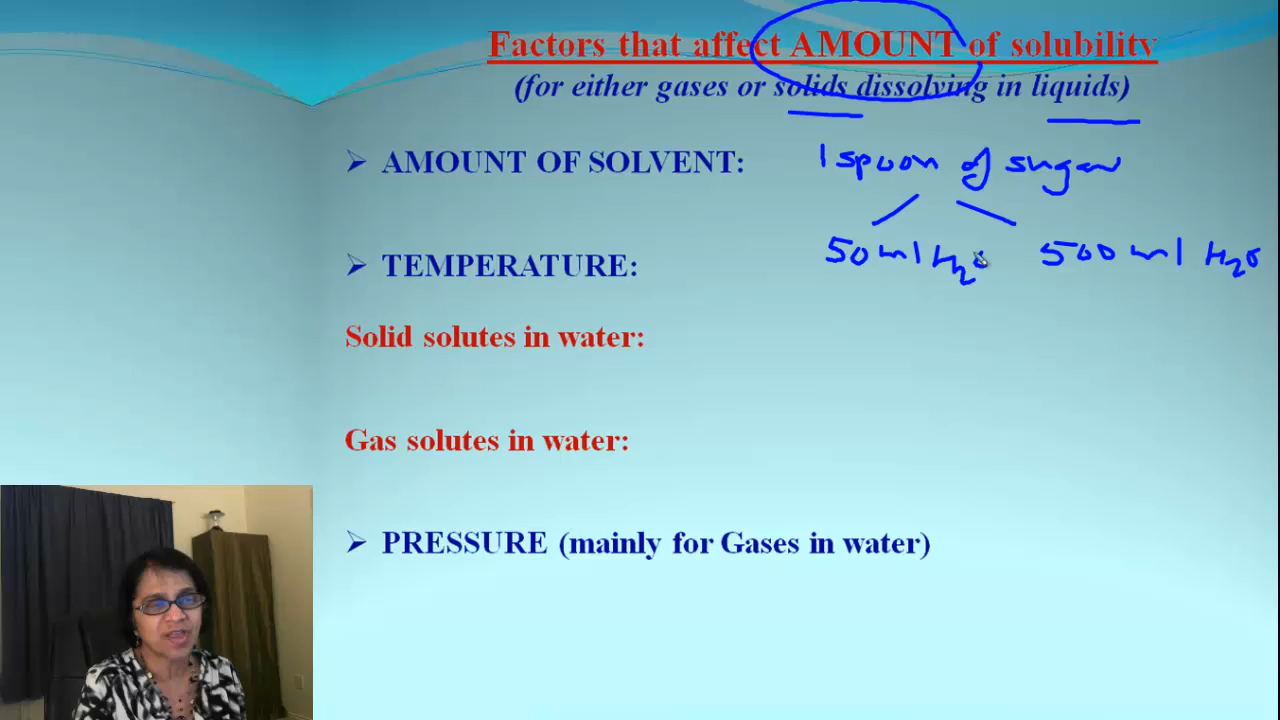 Factors that affect AMOUNT of solubility
(for either gases or solids dissolving in liquids)
➢ AMOUNT OF SOLVENT: 1 spoon of sugar
50 ml H2O 500 ml H2O
➢ TEMPERATURE:
Solid solutes in water:
Gas solutes in water:
➢ PRESSURE (mainly for Gases in water)